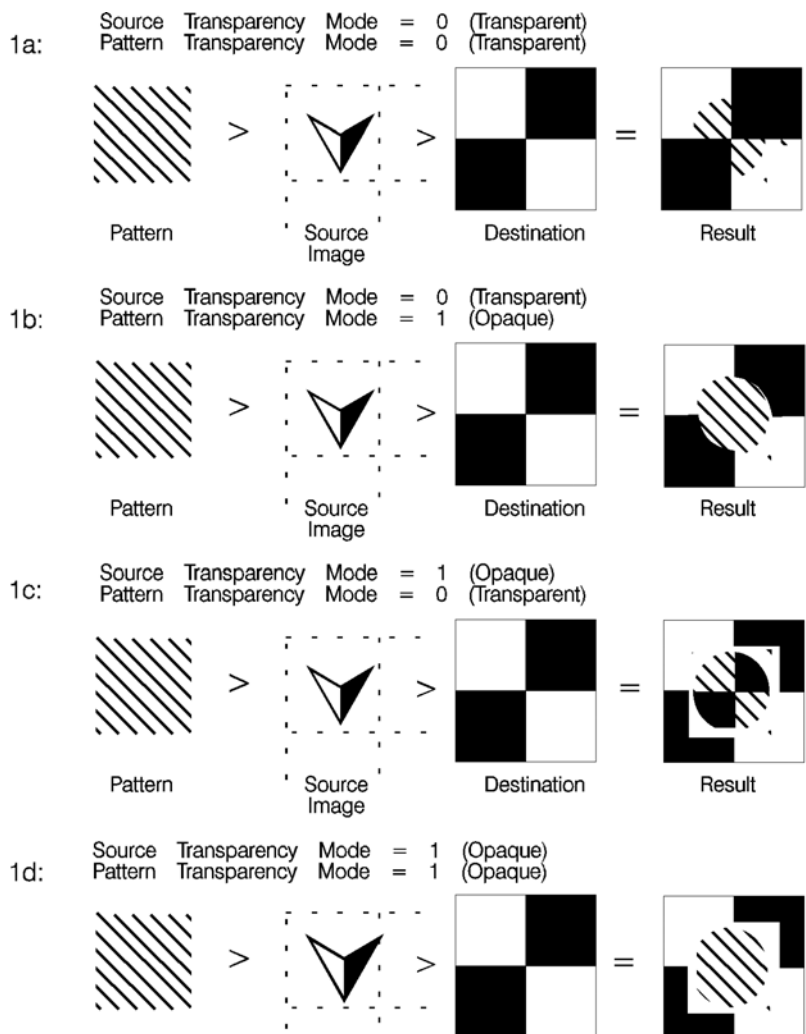 1a:
Source Transparency Mode = 0 (Transparent)
Pattern Transparency Mode = 0 (Transparent)
> > =
Pattern Source Image Destination Result
1b:
Source Transparency Mode = 0 (Transparent)
Pattern Transparency Mode = 1 (Opaque)
> > =
Pattern Source Image Destination Result
1c:
Source Transparency Mode = 1 (Opaque)
Pattern Transparency Mode = 0 (Transparent)
> > =
Pattern Source Image Destination Result
1d:
Source Transparency Mode = 1 (Opaque)
Pattern Transparency Mode = 1 (Opaque)
> > =